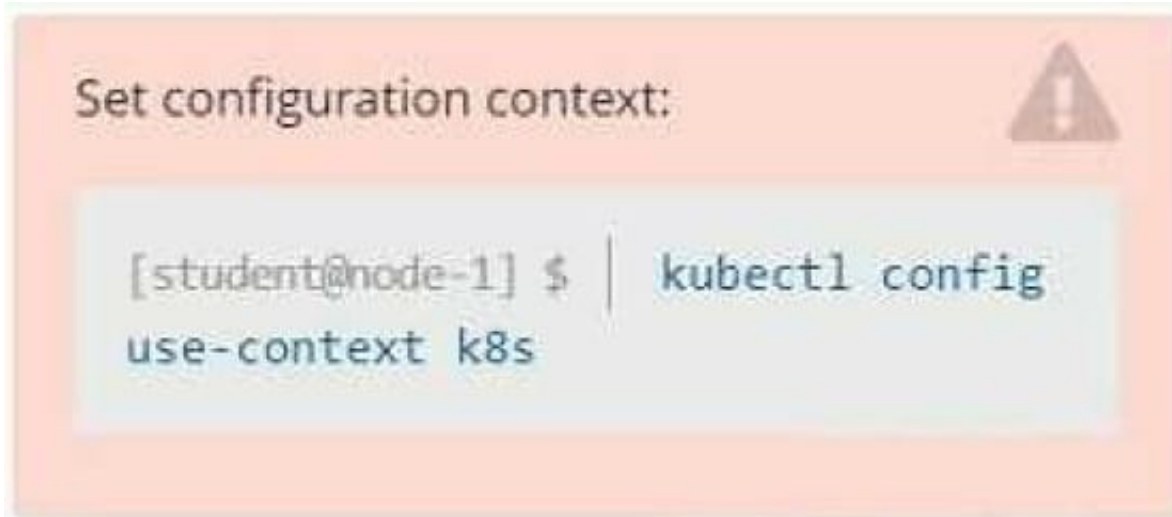 Set configuration context:
[student@node-1] $ | kubectl config
use-context k8s